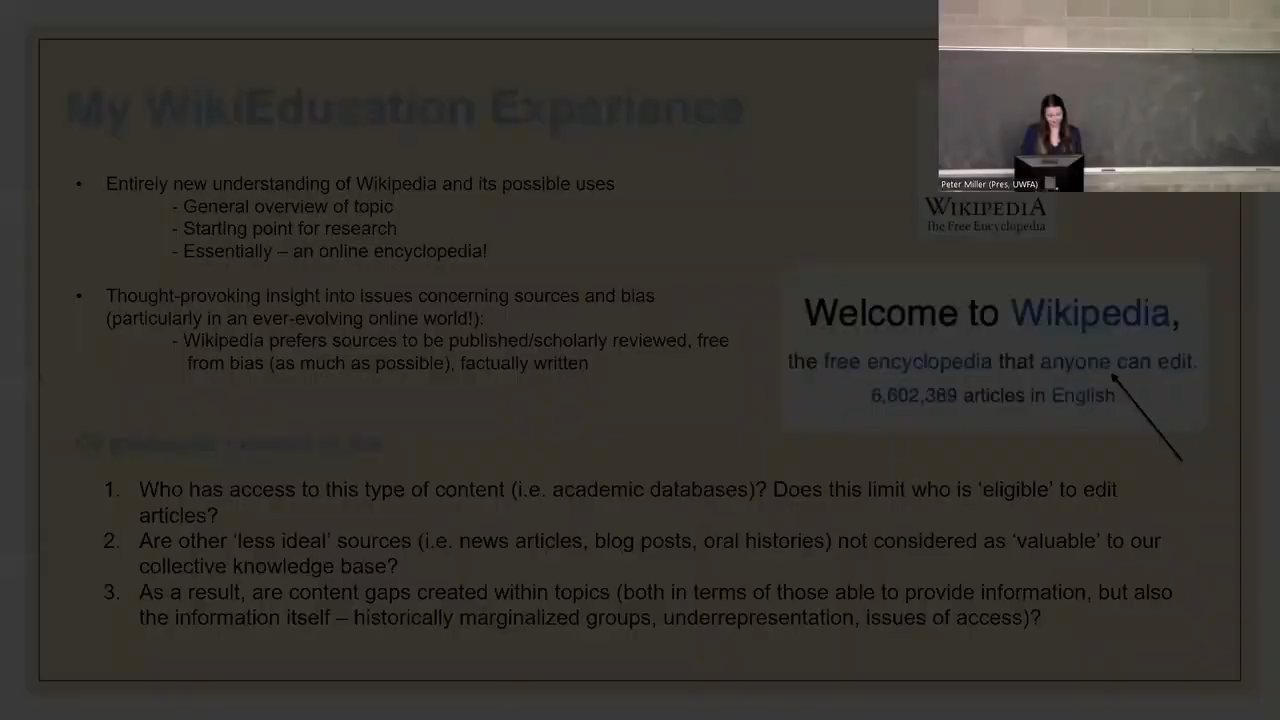 My WikiEducation Experience
Peter Miller (Pres, UWFA)
• Entirely new understanding of Wikipedia and its possible uses
- General overview of topic
- Starting point for research
- Essentially – an online encyclopedia!
• Thought-provoking insight into issues concerning sources and bias
(particularly in an ever-evolving online world!):
- Wikipedia prefers sources to be published/scholarly reviewed, free
from bias (as much as possible), factually written
WIKIPEDIA
The Free Encyclopedia
Welcome to Wikipedia,
the free encyclopedia that anyone can edit.
6,602,389 articles in English
1. Who has access to this type of content (i.e. academic databases)? Does this limit who is ‘eligible’ to edit
articles?
2. Are other ‘less ideal’ sources (i.e. news articles, blog posts, oral histories) not considered as ‘valuable’ to our
collective knowledge base?
3. As a result, are content gaps created within topics (both in terms of those able to provide information, but also
the information itself – historically marginalized groups, underrepresentation, issues of access)?